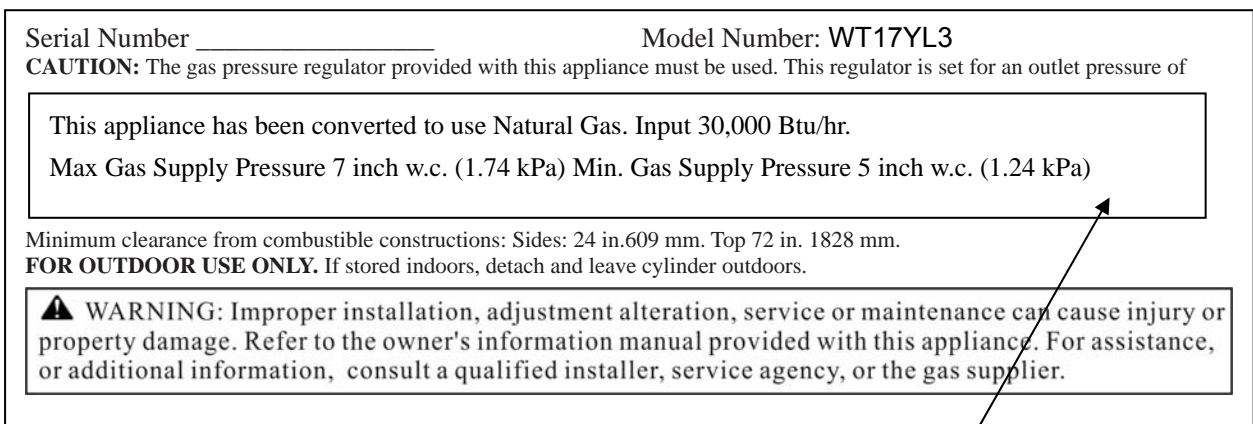 Serial Number _________________ Model Number: WT17YL3
CAUTION: The gas pressure regulator provided with this appliance must be used. This regulator is set for an outlet pressure of
This appliance has been converted to use Natural Gas. Input 30,000 Btu/hr.
Max Gas Supply Pressure 7 inch w.c. (1.74 kPa) Min. Gas Supply Pressure 5 inch w.c. (1.24 kPa)
Minimum clearance from combustible constructions: Sides: 24 in.609 mm. Top 72 in. 1828 mm.
FOR OUTDOOR USE ONLY. If stored indoors, detach and leave cylinder outdoors.
⚠ WARNING: Improper installation, adjustment alteration, service or maintenance can cause injury or
property damage. Refer to the owner's information manual provided with this appliance. For assistance,
or additional information, consult a qualified installer, service agency, or the gas supplier.